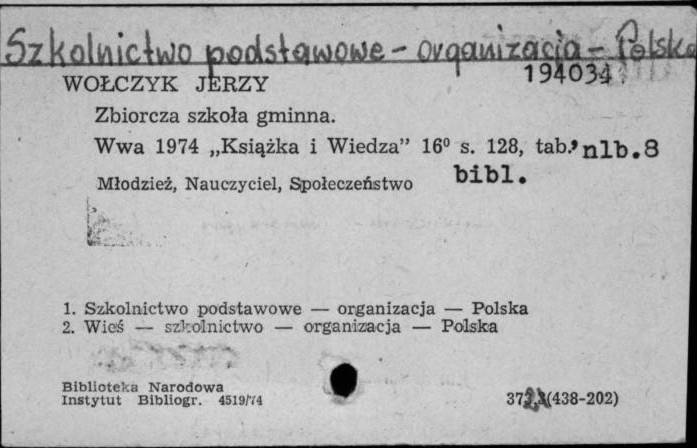 Szkolnictwo podstawowe - organizacja - Polska
194034
WOŁCZYK JERZY
Zbiorcza szkoła gminna.
Wwa 1974 „Książka i Wiedza” 16⁰ s. 128, tab., nlb. 8
bibl.
Młodzież, Nauczyciel, Społeczeństwo
1. Szkolnictwo podstawowe — organizacja — Polska
2. Wieś — szkolnictwo — organizacja — Polska
Biblioteka Narodowa
Instytut Bibliogr. 4519/74
(438-202)